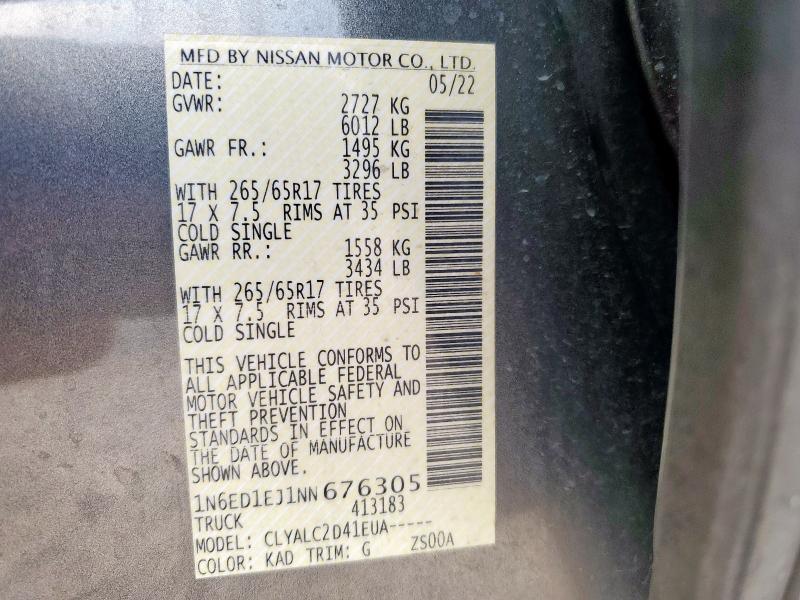 MFD BY NISSAN MOTOR CO., LTD.
DATE: 05/22
GVWR: 2727 KG
6012 LB
GAWR FR.: 1495 KG
3296 LB
WITH 265/65R17 TIRES
17 X 7.5 RIMS AT 35 PSI
COLD SINGLE
GAWR RR.: 1558 KG
3434 LB
WITH 265/65R17 TIRES
17 X 7.5 RIMS AT 35 PSI
COLD SINGLE
THIS VEHICLE CONFORMS TO
ALL APPLICABLE FEDERAL
MOTOR VEHICLE SAFETY AND
THEFT PREVENTION
STANDARDS IN EFFECT ON
THE DATE OF MANUFACTURE
SHOWN ABOVE.
1N6ED1EJ1NN676305
TRUCK 413183
MODEL: CLYALC2D41EUA-----
COLOR: KAD TRIM: G ZS00A